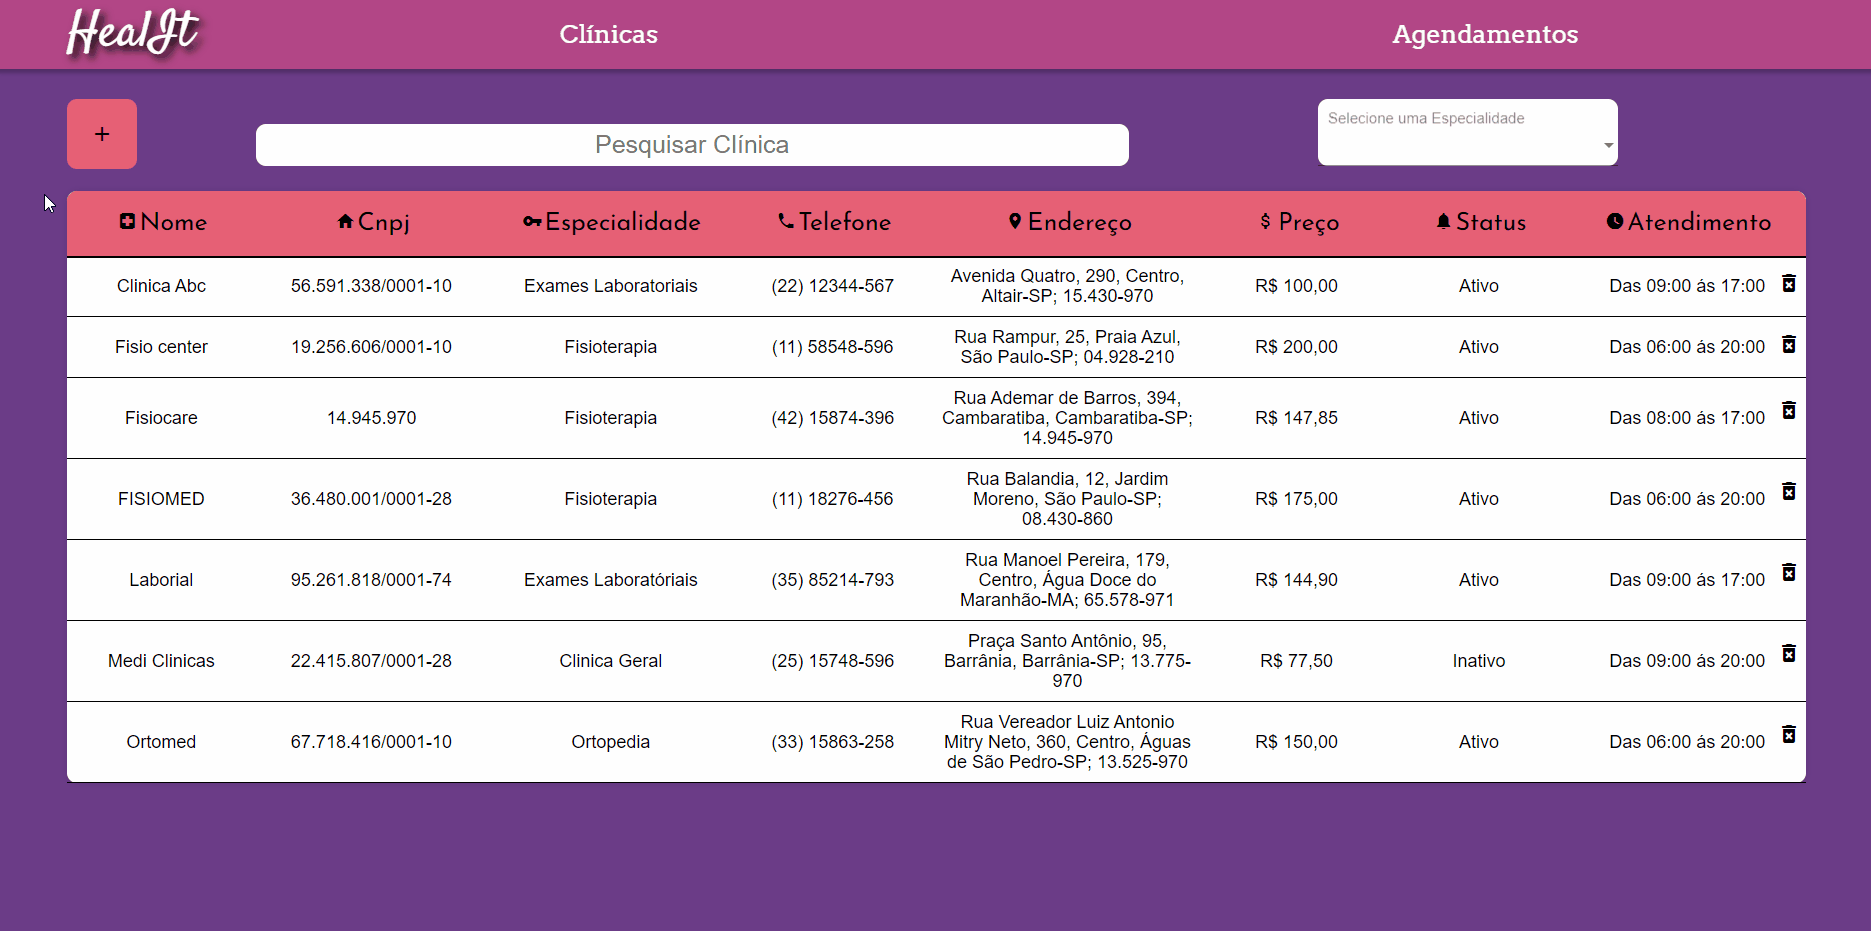 HealIt
Clínicas
Agendamentos
+
Pesquisar Clínica
Selecione uma Especialidade
Nome Cnpj Especialidade Telefone Endereço Preço Status Atendimento
Clinica Abc 56.591.338/0001-10 Exames Laboratoriais (22) 12344-567 Avenida Quatro, 290, Centro,
Altair-SP; 15.430-970 R$ 100,00 Ativo Das 09:00 ás 17:00
Fisio center 19.256.606/0001-10 Fisioterapia (11) 58548-596 Rua Rampur, 25, Praia Azul,
São Paulo-SP; 04.928-210 R$ 200,00 Ativo Das 06:00 ás 20:00
Fisiocare 14.945.970 Fisioterapia (42) 15874-396 Rua Ademar de Barros, 394,
Cambaratiba, Cambaratiba-SP;
14.945-970 R$ 147,85 Ativo Das 08:00 ás 17:00
FISIOMED 36.480.001/0001-28 Fisioterapia (11) 18276-456 Rua Balandia, 12, Jardim
Moreno, São Paulo-SP;
08.430-860 R$ 175,00 Ativo Das 06:00 ás 20:00
Laborial 95.261.818/0001-74 Exames Laboratóriais (35) 85214-793 Rua Manoel Pereira, 179,
Centro, Água Doce do
Maranhão-MA; 65.578-971 R$ 144,90 Ativo Das 09:00 ás 17:00
Medi Clinicas 22.415.807/0001-28 Clinica Geral (25) 15748-596 Praça Santo Antônio, 95,
Barrânia, Barrânia-SP; 13.775-
970 R$ 77,50 Inativo Das 09:00 ás 20:00
Ortomed 67.718.416/0001-10 Ortopedia (33) 15863-258 Rua Vereador Luiz Antonio
Mitry Neto, 360, Centro, Águas
de São Pedro-SP; 13.525-970 R$ 150,00 Ativo Das 06:00 ás 20:00